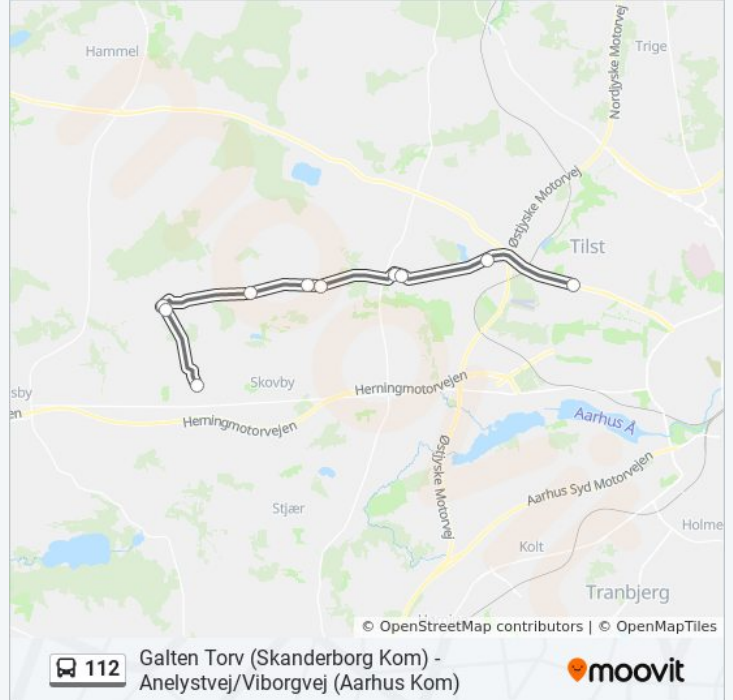 Hammel
Trige
Nordjyske Motorvej
Østjyske Motorvej
Tilst
Skovby
Herningmotorvejen
sby
en
Herningmotorvejen
Aarhus Å
Østjyske Motorvej
Aarhus Syd Motorvejen
Stjær
Holme
Kolt
Tranbjerg
© OpenStreetMap contributors | © OpenMapTiles
112
Galten Torv (Skanderborg Kom) -
Anelystvej/Viborgvej (Aarhus Kom)
moovit